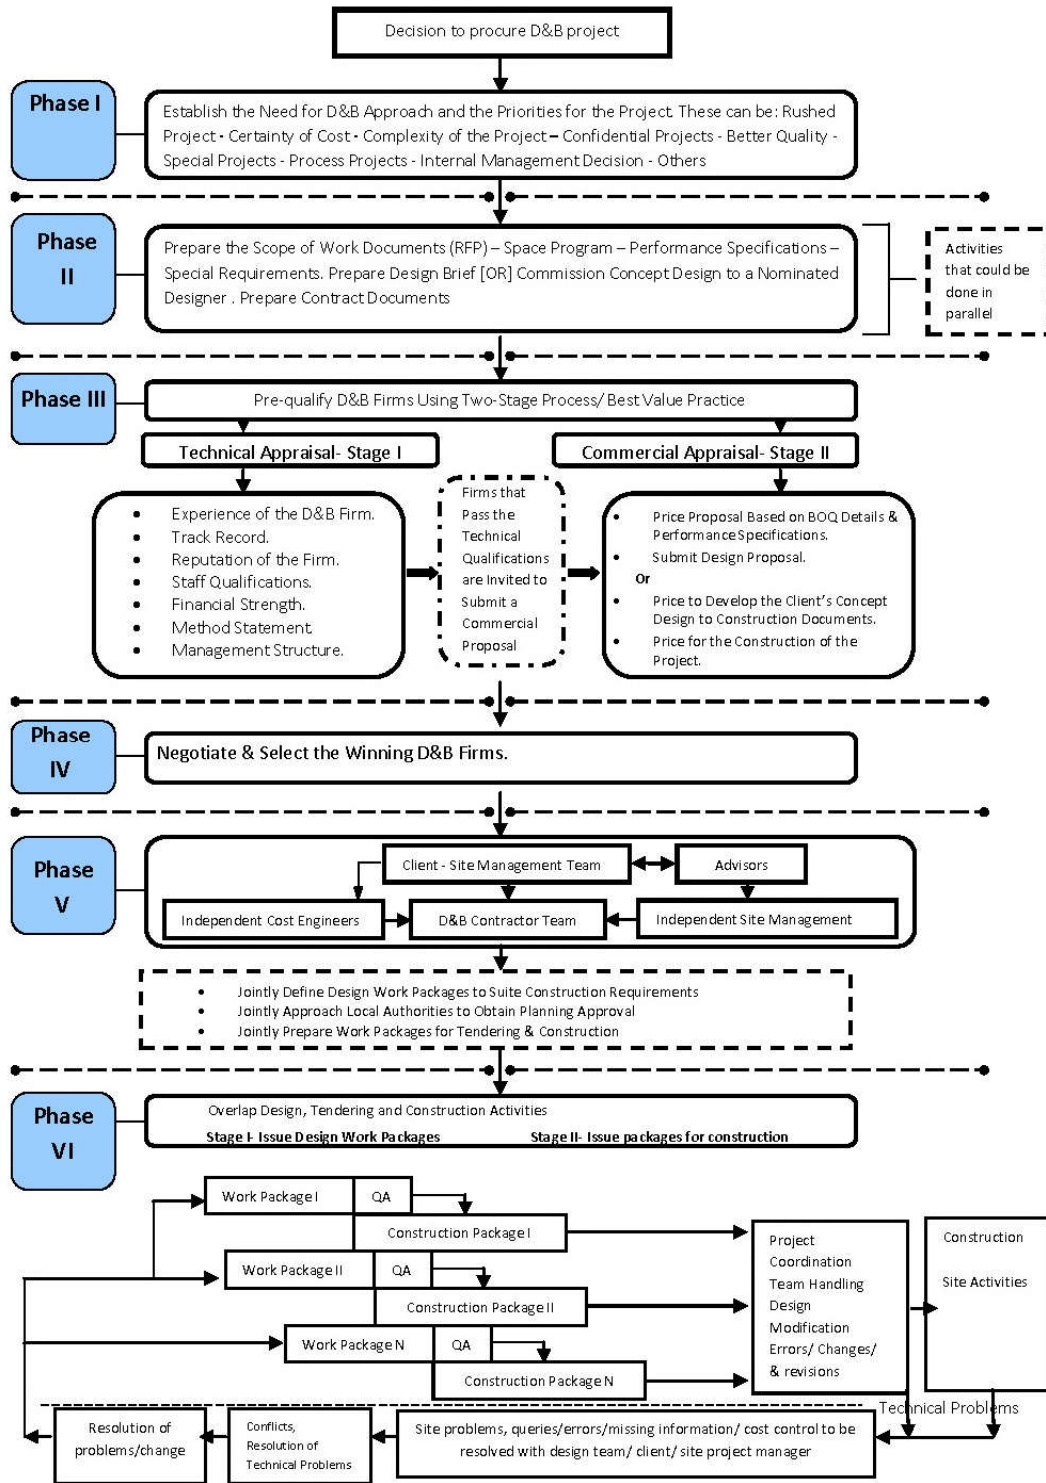 Decision to procure D&B project
Phase I
Establish the Need for D&B Approach and the Priorities for the Project. These can be: Rushed
Project - Certainty of Cost - Complexity of the Project – Confidential Projects - Better Quality -
Special Projects - Process Projects - Internal Management Decision - Others
Phase
II
Prepare the Scope of Work Documents (RFP) – Space Program – Performance Specifications –
Special Requirements. Prepare Design Brief [OR] Commission Concept Design to a Nominated
Designer . Prepare Contract Documents
Activities
that could be
done in
parallel
Phase III
Pre-qualify D&B Firms Using Two-Stage Process/ Best Value Practice
Technical Appraisal- Stage I
Commercial Appraisal- Stage II
• Experience of the D&B Firm.
• Track Record.
• Reputation of the Firm.
• Staff Qualifications.
• Financial Strength.
• Method Statement.
• Management Structure.
Firms that
Pass the
Technical
Qualifications
are Invited to
Submit a
Commercial
Proposal
• Price Proposal Based on BOQ Details &
Performance Specifications.
• Submit Design Proposal.
Or
• Price to Develop the Client's Concept
Design to Construction Documents.
• Price for the Construction of the
Project.
Phase
IV
Negotiate & Select the Winning D&B Firms.
Phase
V
Client - Site Management Team
Advisors
Independent Cost Engineers
D&B Contractor Team
Independent Site Management
• Jointly Define Design Work Packages to Suite Construction Requirements
• Jointly Approach Local Authorities to Obtain Planning Approval
• Jointly Prepare Work Packages for Tendering & Construction
Phase
VI
Overlap Design, Tendering and Construction Activities
Stage I- Issue Design Work Packages
Stage II- Issue packages for construction
Work Package I
QA
Construction Package I
Work Package II
QA
Construction Package II
Work Package N
QA
Construction Package N
Project
Coordination
Team Handling
Design
Modification
Errors/ Changes/
& revisions
Construction
Site Activities
Technical Problems
Resolution of
problems/change
Conflicts,
Resolution of
Technical Problems
Site problems, queries/errors/missing information/ cost control to be
resolved with design team/ client/ site project manager